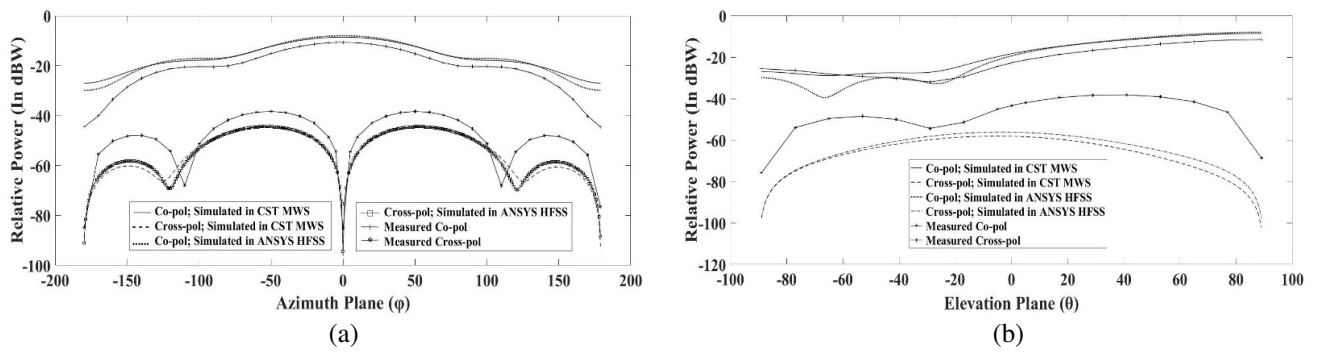 0
-20
-40
-60
-80
-100
Relative Power (In dBW)
Co-pol; Simulated in CST MWS
Cross-pol; Simulated in CST MWS
Co-pol; Simulated in ANSYS HFSS
Cross-pol; Simulated in ANSYS HFSS
Measured Co-pol
Measured Cross-pol
-200 -150 -100 -50 0 50 100 150 200
Azimuth Plane (φ)
(a)
0
-20
-40
-60
-80
-100
-120
Relative Power (In dBW)
Co-pol; Simulated in CST MWS
Cross-pol; Simulated in CST MWS
Co-pol; Simulated in ANSYS HFSS
Cross-pol; Simulated in ANSYS HFSS
Measured Co-pol
Measured Cross-pol
-100 -80 -60 -40 -20 0 20 40 60 80 100
Elevation Plane (θ)
(b)